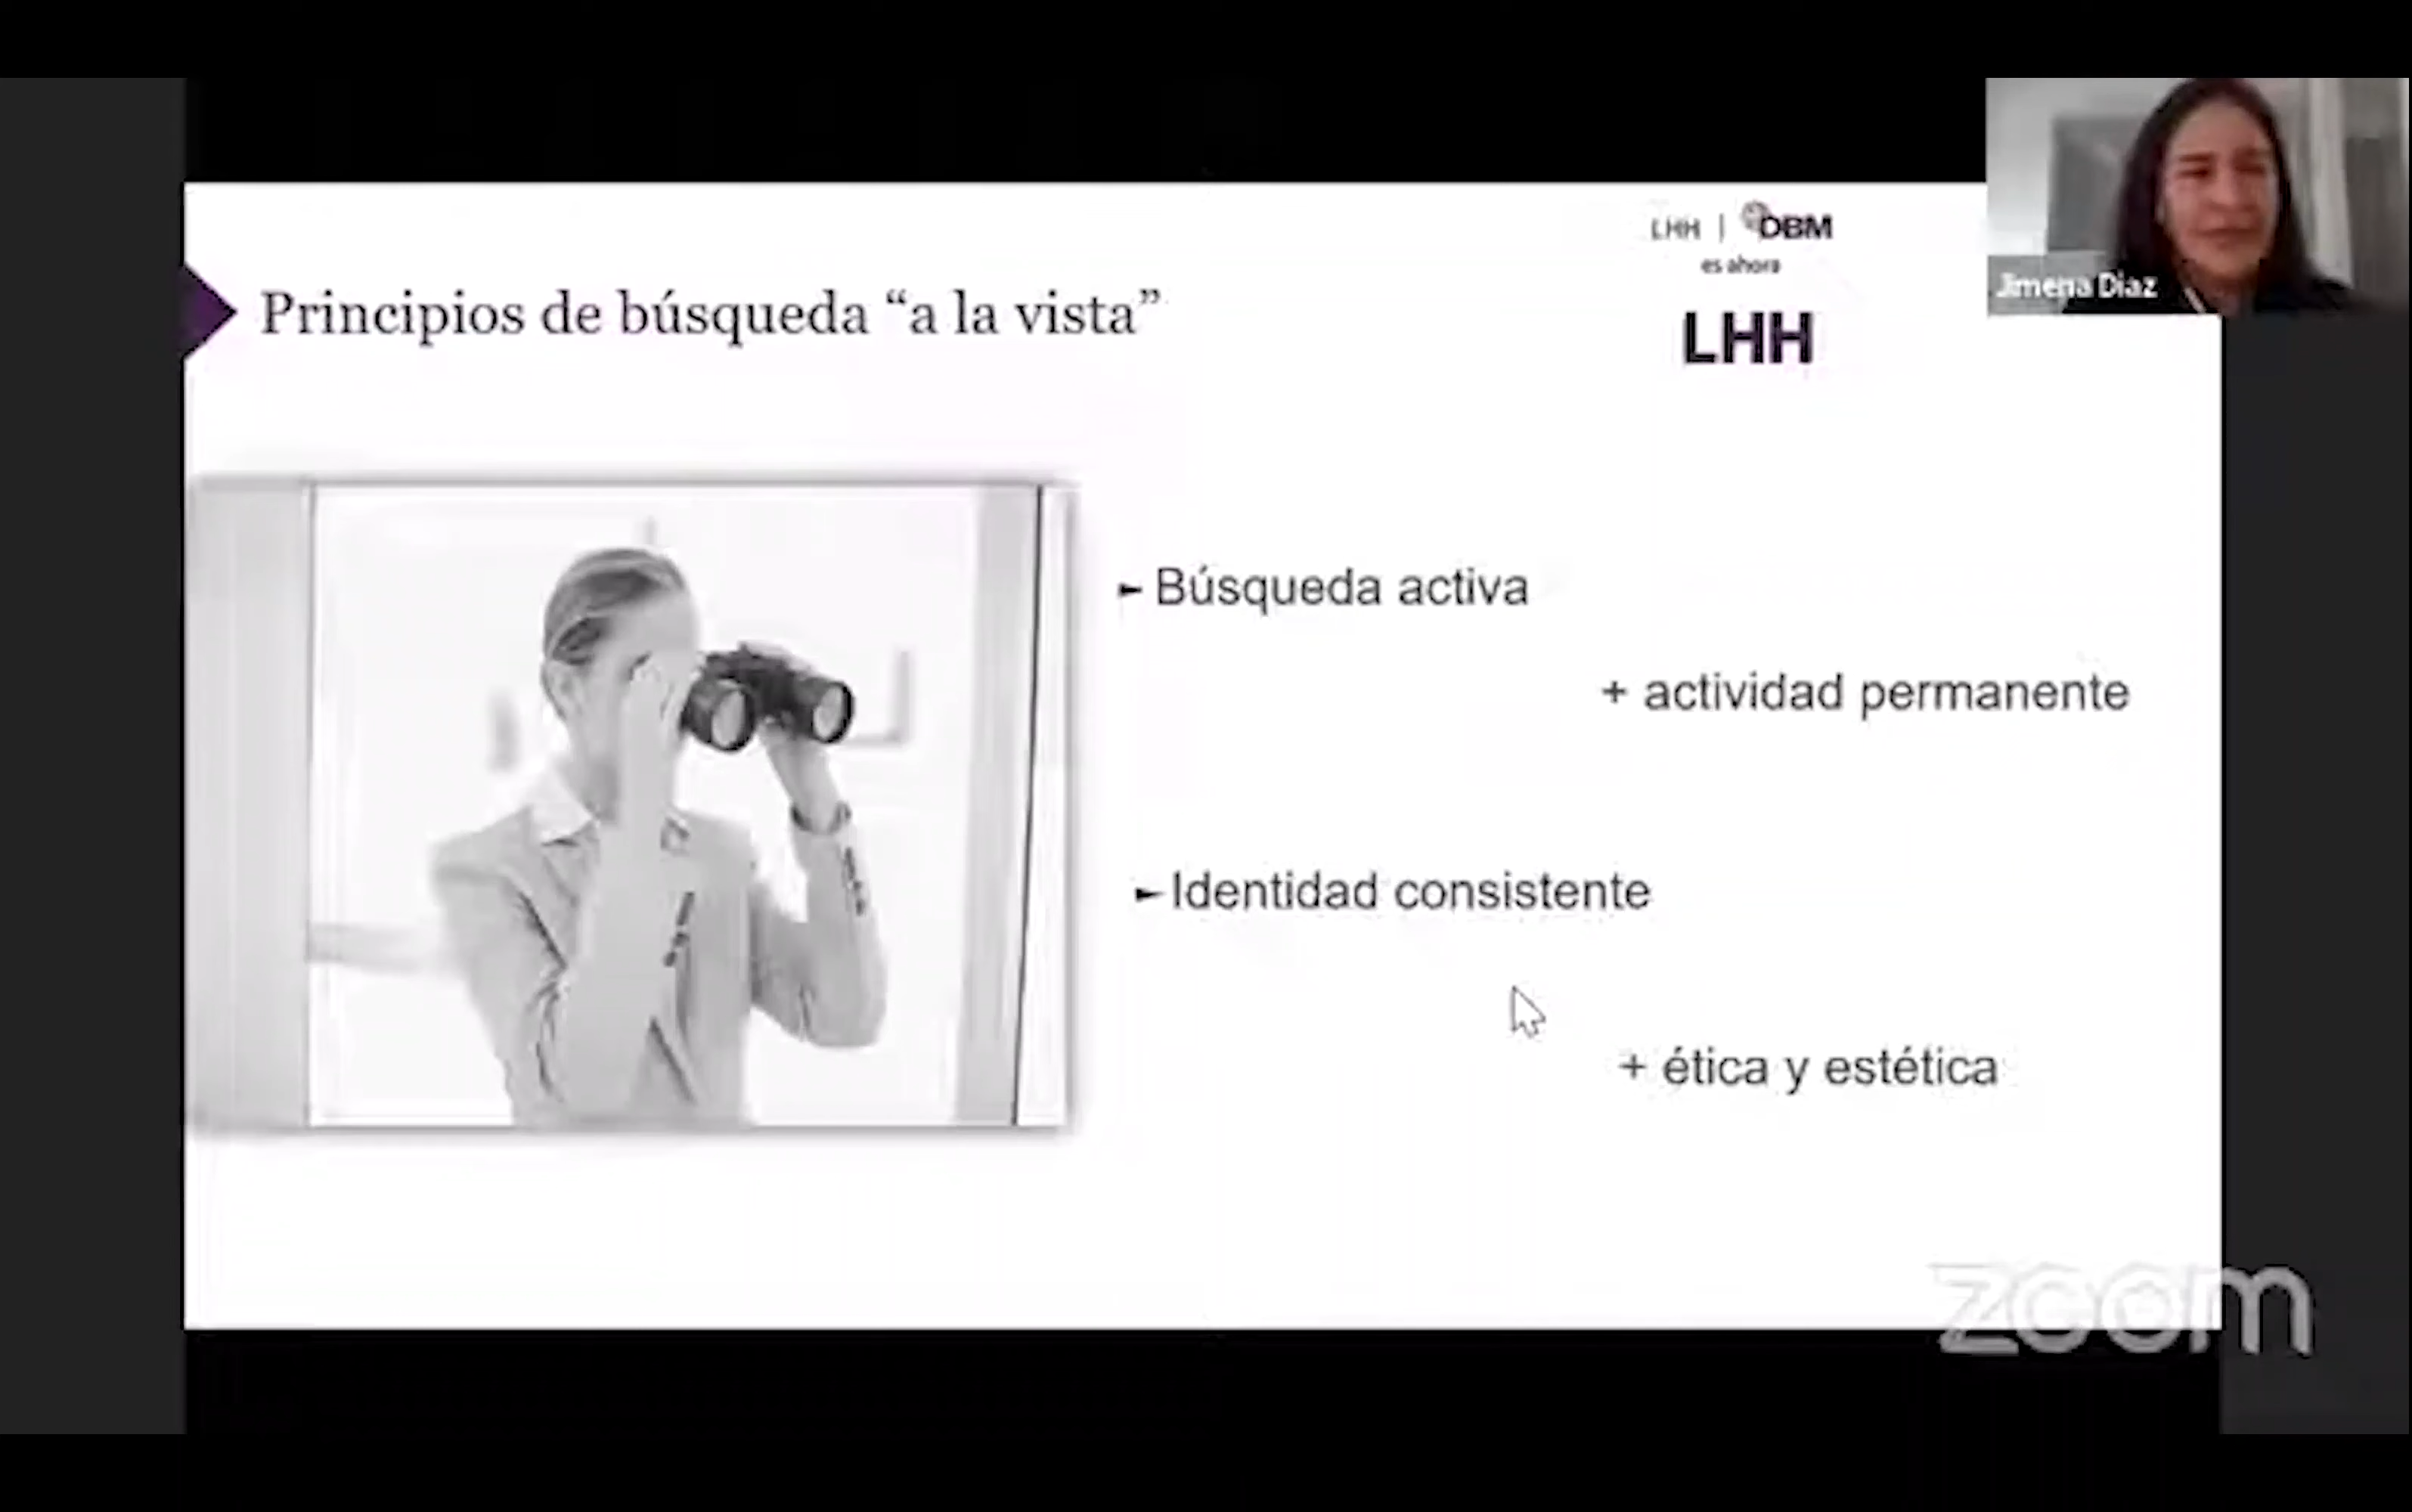 LHH | DBM
es ahora
LHH
Jimena Diaz
Principios de búsqueda “a la vista”
► Búsqueda activa
+ actividad permanente
► Identidad consistente
+ ética y estética
zoom